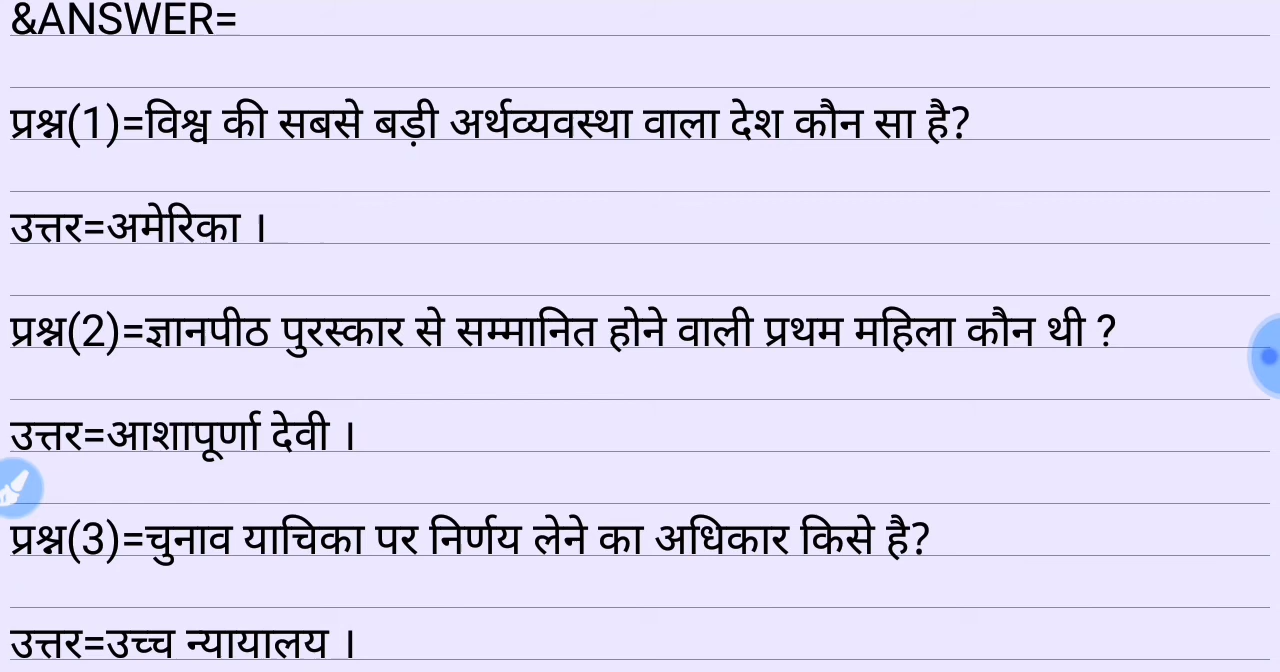 &ANSWER=
प्रश्न(1)=विश्व की सबसे बड़ी अर्थव्यवस्था वाला देश कौन सा है?
उत्तर=अमेरिका ।
प्रश्न(2)=ज्ञानपीठ पुरस्कार से सम्मानित होने वाली प्रथम महिला कौन थी ?
उत्तर=आशापूर्णा देवी ।
प्रश्न(3)=चुनाव याचिका पर निर्णय लेने का अधिकार किसे है?
उत्तर=उच्च न्यायालय ।